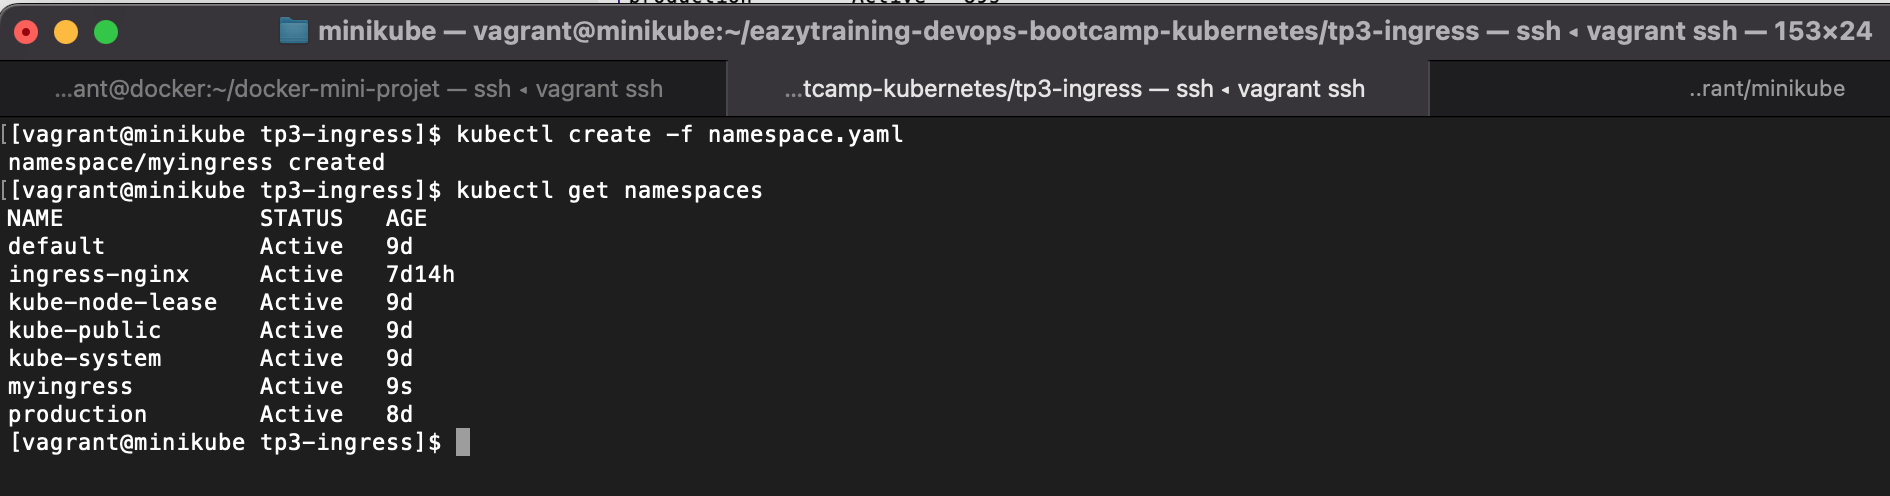 minikube — vagrant@minikube:~/eazytraining-devops-bootcamp-kubernetes/tp3-ingress — ssh ◂ vagrant ssh — 153×24
...ant@docker:~/docker-mini-projet — ssh ◂ vagrant ssh
...tcamp-kubernetes/tp3-ingress — ssh ◂ vagrant ssh
..rant/minikube
[[vagrant@minikube tp3-ingress]$ kubectl create -f namespace.yaml
namespace/myingress created
[[vagrant@minikube tp3-ingress]$ kubectl get namespaces
NAME              STATUS   AGE
default           Active   9d
ingress-nginx     Active   7d14h
kube-node-lease   Active   9d
kube-public       Active   9d
kube-system       Active   9d
myingress         Active   9s
production        Active   8d
[vagrant@minikube tp3-ingress]$